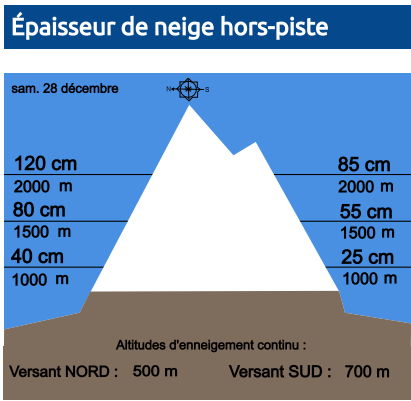 Épaisseur de neige hors-piste
sam. 28 décembre
N S
120 cm 85 cm
2000 m 2000 m
80 cm 55 cm
1500 m 1500 m
40 cm 25 cm
1000 m 1000 m
Altitudes d'enneigement continu :
Versant NORD : 500 m Versant SUD : 700 m